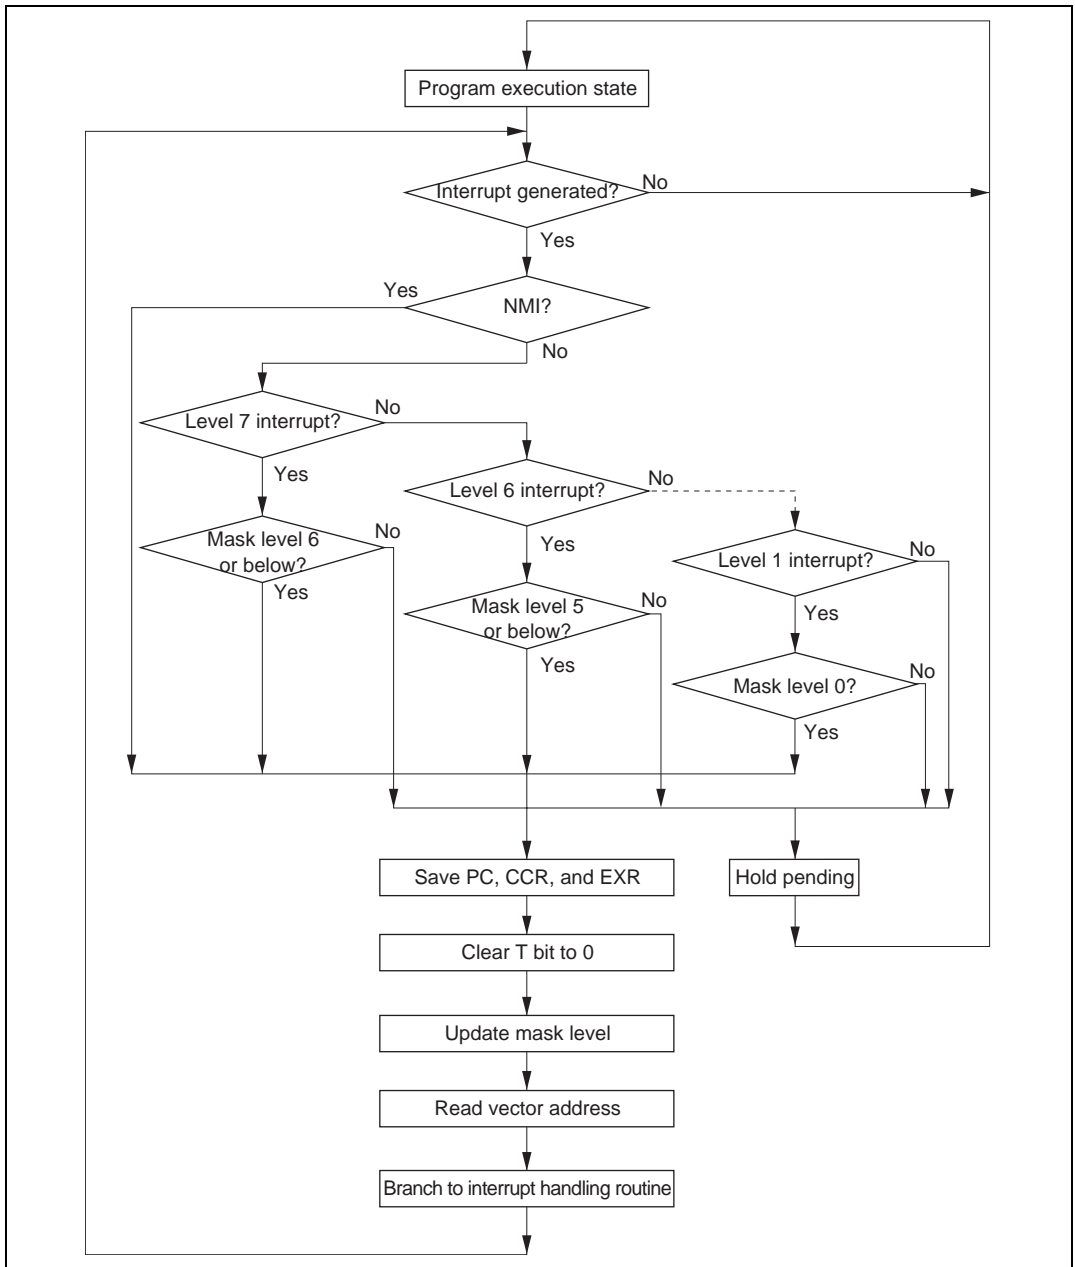 Program execution state
Interrupt generated?
No
Yes
Yes
NMI?
No
Level 7 interrupt?
No
Yes
Level 6 interrupt?
No
Yes
Mask level 6
or below?
No
Yes
Level 1 interrupt?
No
Yes
Mask level 5
or below?
No
Yes
Mask level 0?
No
Yes
Save PC, CCR, and EXR
Hold pending
Clear T bit to 0
Update mask level
Read vector address
Branch to interrupt handling routine